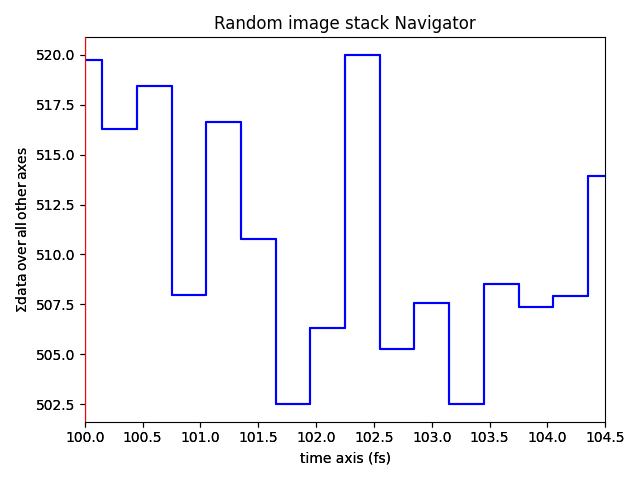 Random image stack Navigator
520.0
517.5
515.0
512.5
510.0
507.5
505.0
502.5
Σdata over all other axes
100.0 100.5 101.0 101.5 102.0 102.5 103.0 103.5 104.0 104.5
time axis (fs)